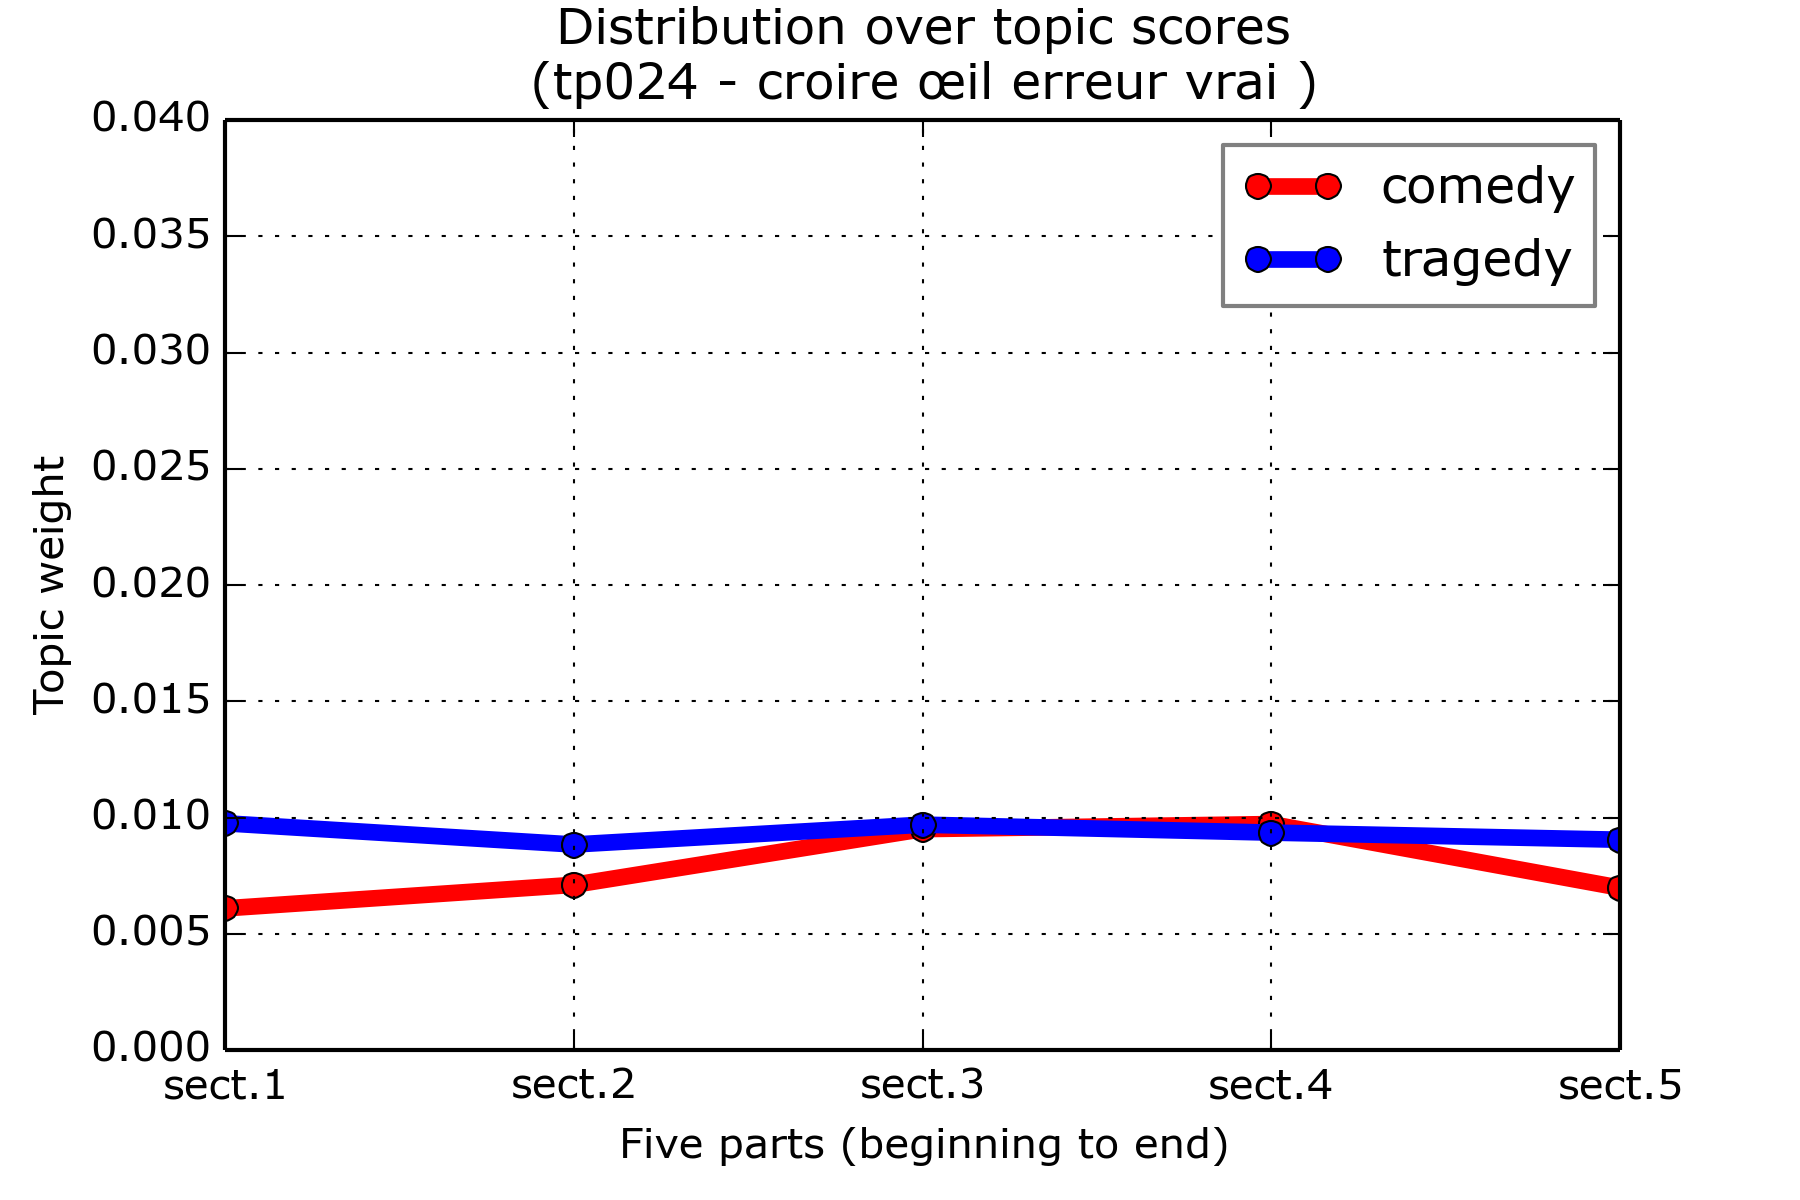 Distribution over topic scores
(tp024 - croire œil erreur vrai )
0.040
0.035
0.030
0.025
0.020
0.015
0.010
0.005
0.000
Topic weight
comedy
tragedy
sect.1
sect.2
sect.3
sect.4
sect.5
Five parts (beginning to end)